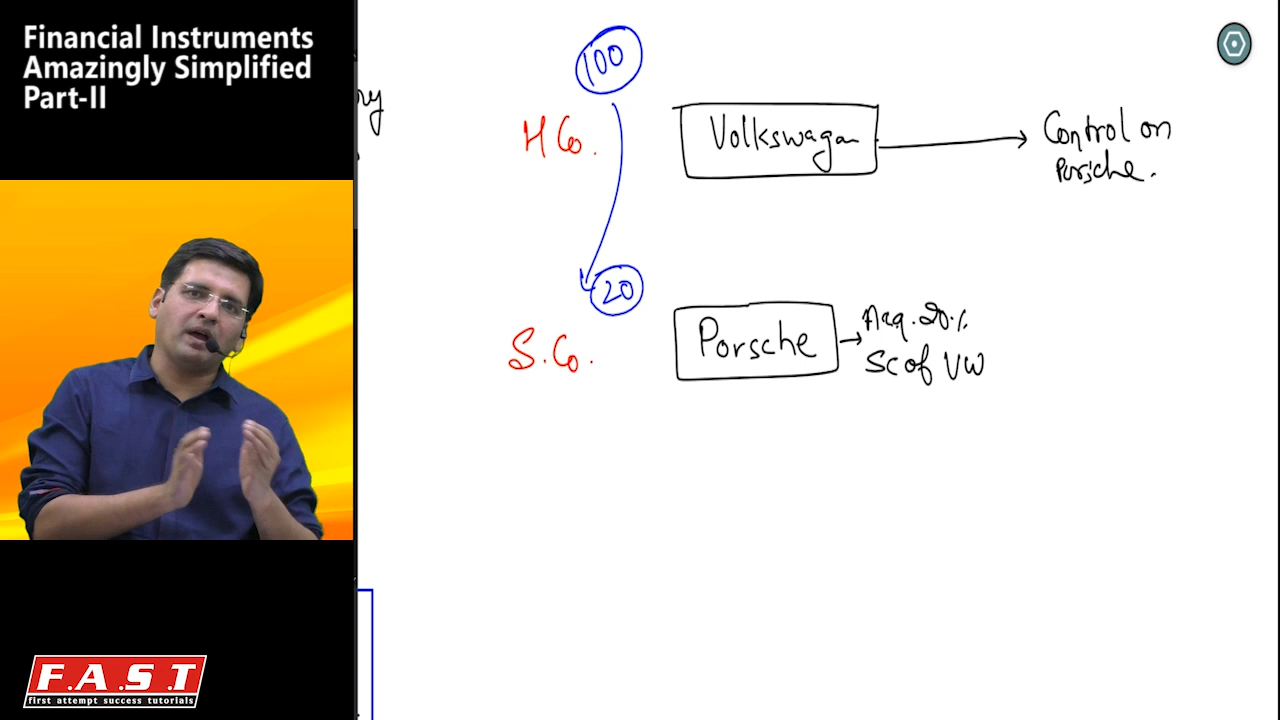 Financial Instruments
Amazingly Simplified
Part-II
100
H Co.
Volkswagan
Control on
Porsche.
20
S.Co.
Porsche
Acq. 20%
SC of VW
F.A.S.T
first attempt success tutorials